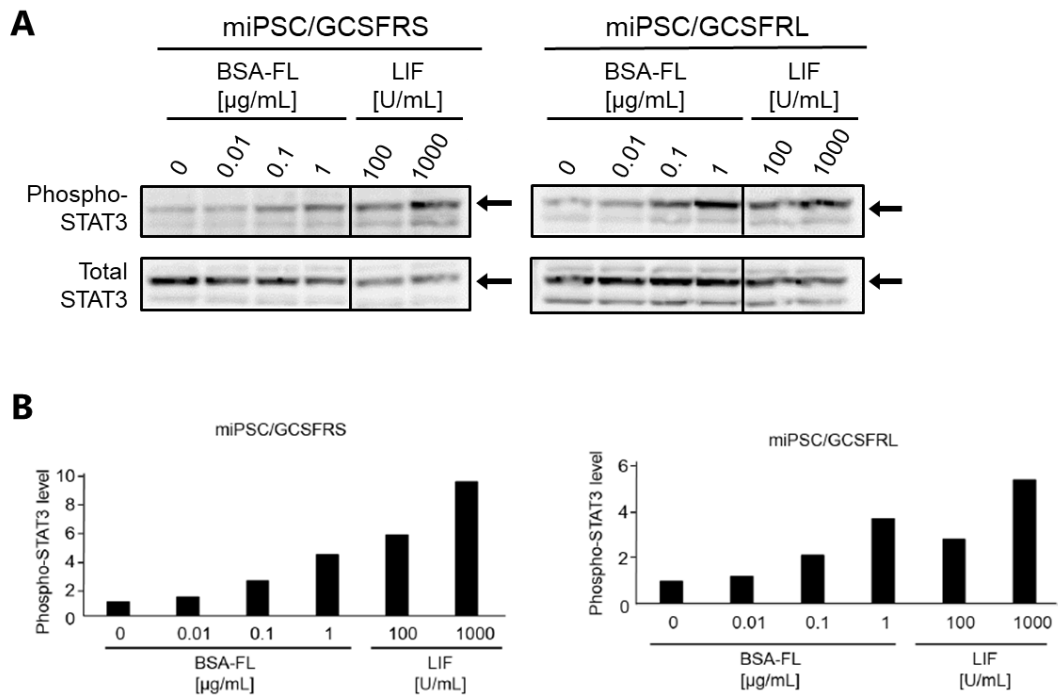 A
miPSC/GCSFRS
miPSC/GCSFRL
BSA-FL
[µg/mL]
LIF
[U/mL]
BSA-FL
[µg/mL]
LIF
[U/mL]
0 0.01 0.1 1 100 1000
0 0.01 0.1 1 100 1000
Phospho-
STAT3
Total
STAT3
B
miPSC/GCSFRS
Phospho-STAT3 level
10
8
6
4
2
0
0 0.01 0.1 1 100 1000
BSA-FL
[µg/mL]
LIF
[U/mL]
miPSC/GCSFRL
Phospho-STAT3 level
6
4
2
0
0 0.01 0.1 1 100 1000
BSA-FL
[µg/mL]
LIF
[U/mL]